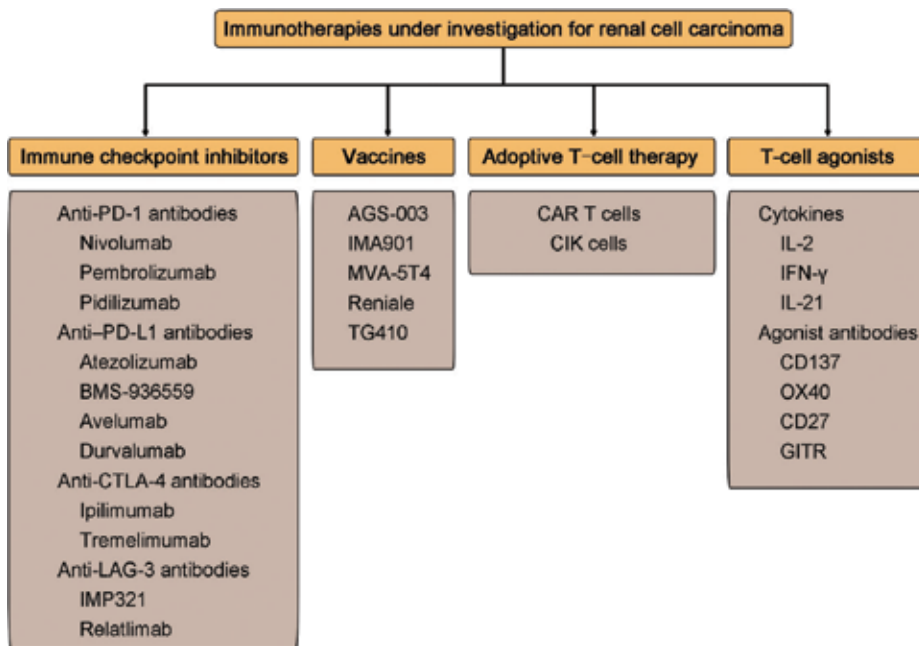 Immunotherapies under investigation for renal cell carcinoma
Immune checkpoint inhibitors
Anti-PD-1 antibodies
Nivolumab
Pembrolizumab
Pidilizumab
Anti–PD-L1 antibodies
Atezolizumab
BMS-936559
Avelumab
Durvalumab
Anti-CTLA-4 antibodies
Ipilimumab
Tremelimumab
Anti-LAG-3 antibodies
IMP321
Relatlimab
Vaccines
AGS-003
IMA901
MVA-5T4
Reniale
TG410
Adoptive T-cell therapy
CAR T cells
CIK cells
T-cell agonists
Cytokines
IL-2
IFN-γ
IL-21
Agonist antibodies
CD137
OX40
CD27
GITR